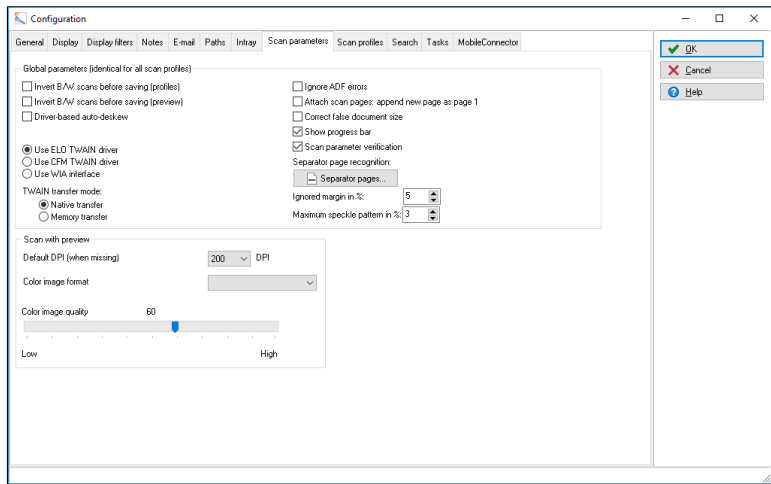 Configuration
General Display Display filters Notes E-mail Paths Intray Scan parameters Scan profiles Search Tasks MobileConnector
OK
Cancel
Help
Global parameters (identical for all scan profiles)
Invert B/W scans before saving (profiles)
Invert B/W scans before saving (preview)
Driver-based auto-deskew
Use ELO TWAIN driver
Use CFM TWAIN driver
Use WIA interface
TWAIN transfer mode:
Native transfer
Memory transfer
Ignore ADF errors
Attach scan pages: append new page as page 1
Correct false document size
Show progress bar
Scan parameter verification
Separator page recognition:
Separator pages...
Ignored margin in %: 5
Maximum speckle pattern in %: 3
Scan with preview
Default DPI (when missing) 200 DPI
Color image format
Color image quality 60
Low High